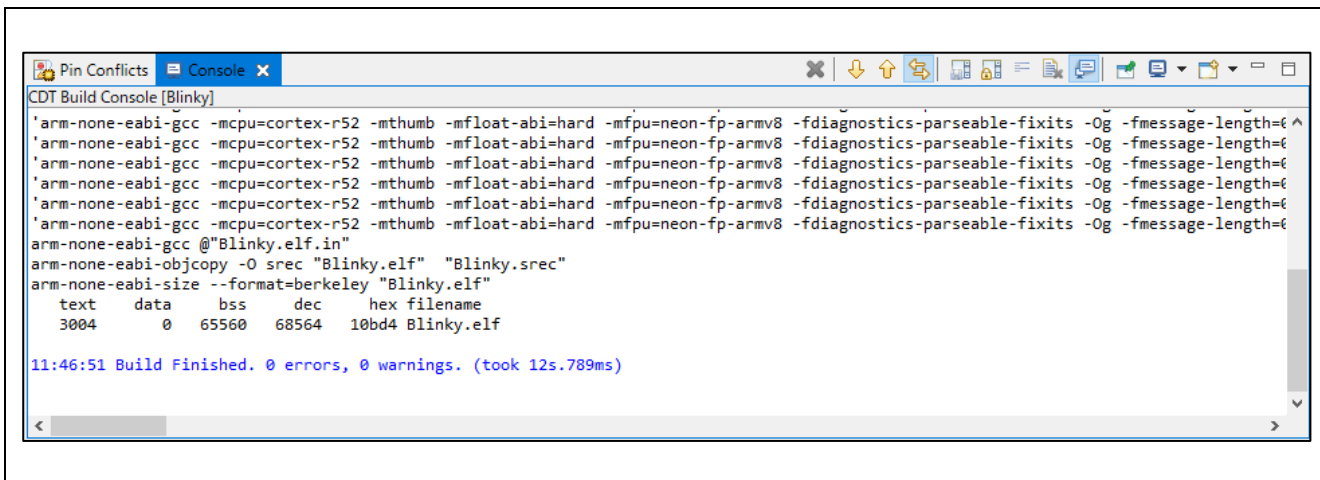 Pin Conflicts Console
CDT Build Console [Blinky]
'arm-none-eabi-gcc -mcpu=cortex-r52 -mthumb -mfloat-abi=hard -mfpu=neon-fp-armv8 -fdiagnostics-parseable-fixits -Og -fmessage-length=
'arm-none-eabi-gcc -mcpu=cortex-r52 -mthumb -mfloat-abi=hard -mfpu=neon-fp-armv8 -fdiagnostics-parseable-fixits -Og -fmessage-length=
'arm-none-eabi-gcc -mcpu=cortex-r52 -mthumb -mfloat-abi=hard -mfpu=neon-fp-armv8 -fdiagnostics-parseable-fixits -Og -fmessage-length=
'arm-none-eabi-gcc -mcpu=cortex-r52 -mthumb -mfloat-abi=hard -mfpu=neon-fp-armv8 -fdiagnostics-parseable-fixits -Og -fmessage-length=
'arm-none-eabi-gcc -mcpu=cortex-r52 -mthumb -mfloat-abi=hard -mfpu=neon-fp-armv8 -fdiagnostics-parseable-fixits -Og -fmessage-length=
'arm-none-eabi-gcc -mcpu=cortex-r52 -mthumb -mfloat-abi=hard -mfpu=neon-fp-armv8 -fdiagnostics-parseable-fixits -Og -fmessage-length=
arm-none-eabi-gcc @"Blinky.elf.in"
arm-none-eabi-objcopy -O srec "Blinky.elf"  "Blinky.srec"
arm-none-eabi-size --format=berkeley "Blinky.elf"
   text    data     bss     dec     hex filename
   3004       0   65560   68564   10bd4 Blinky.elf
11:46:51 Build Finished. 0 errors, 0 warnings. (took 12s.789ms)